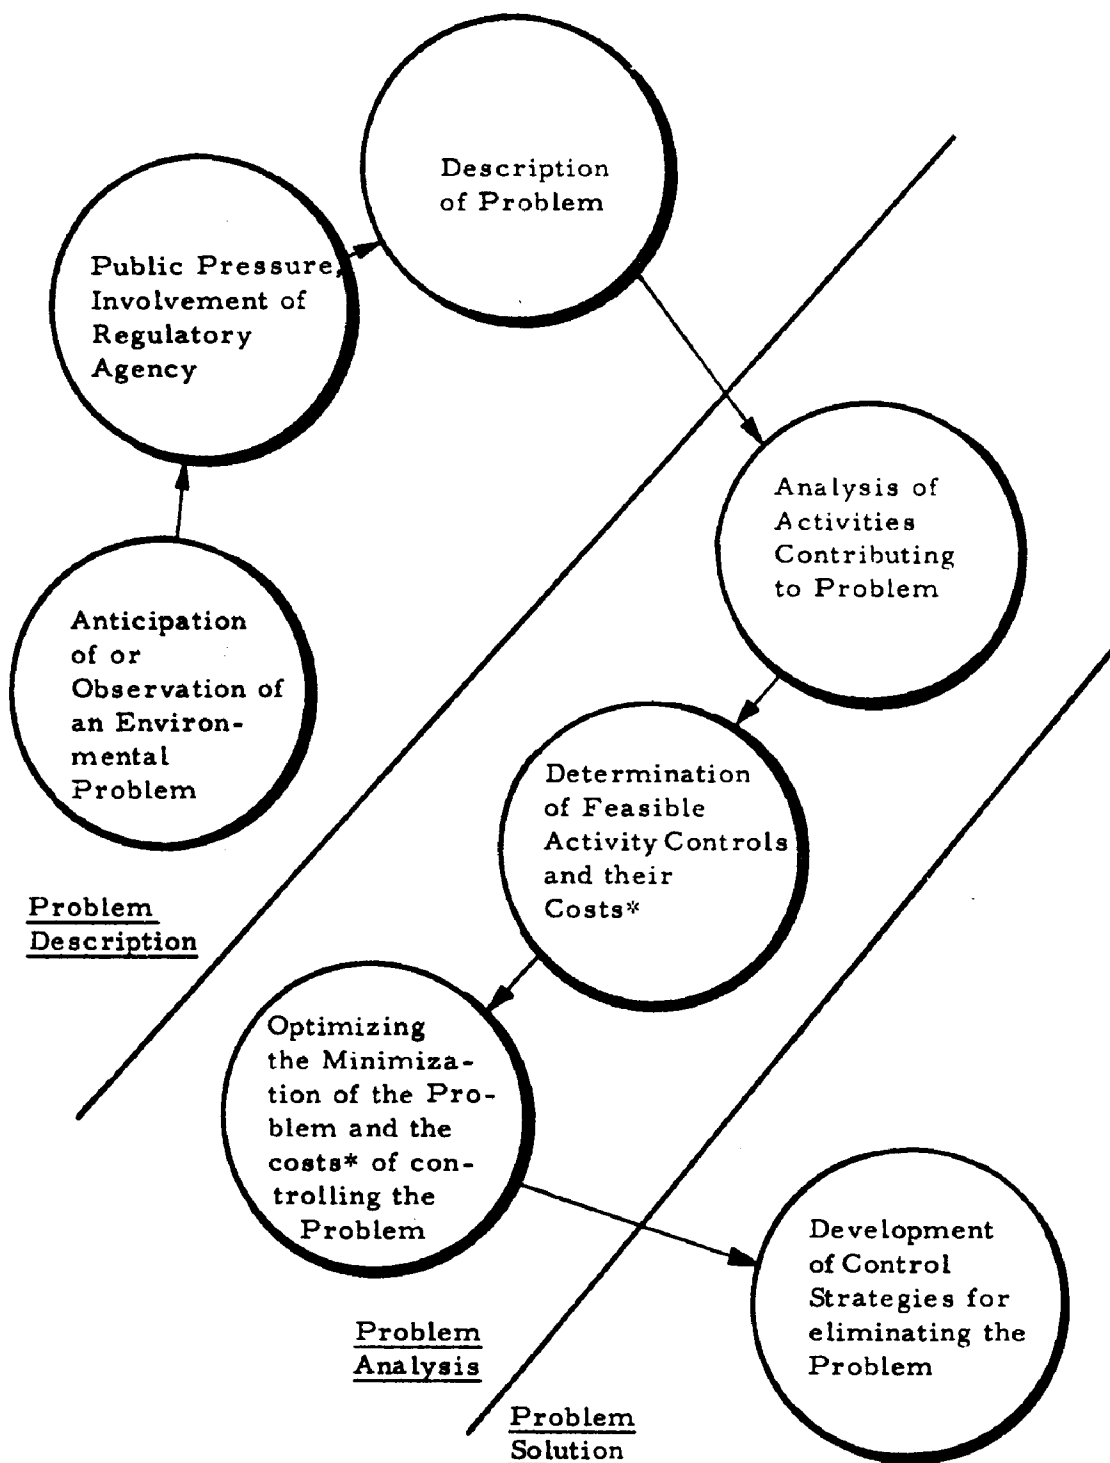 Description
of Problem
Public Pressure,
Involvement of
Regulatory
Agency
Anticipation
of or
Observation of
an Environ-
mental
Problem
Problem
Description
Analysis of
Activities
Contributing
to Problem
Determination
of Feasible
Activity Controls
and their
Costs*
Optimizing
the Minimiza-
tion of the Pro-
blem and the
costs* of con-
trolling the
Problem
Problem
Analysis
Development
of Control
Strategies for
eliminating the
Problem
Problem
Solution